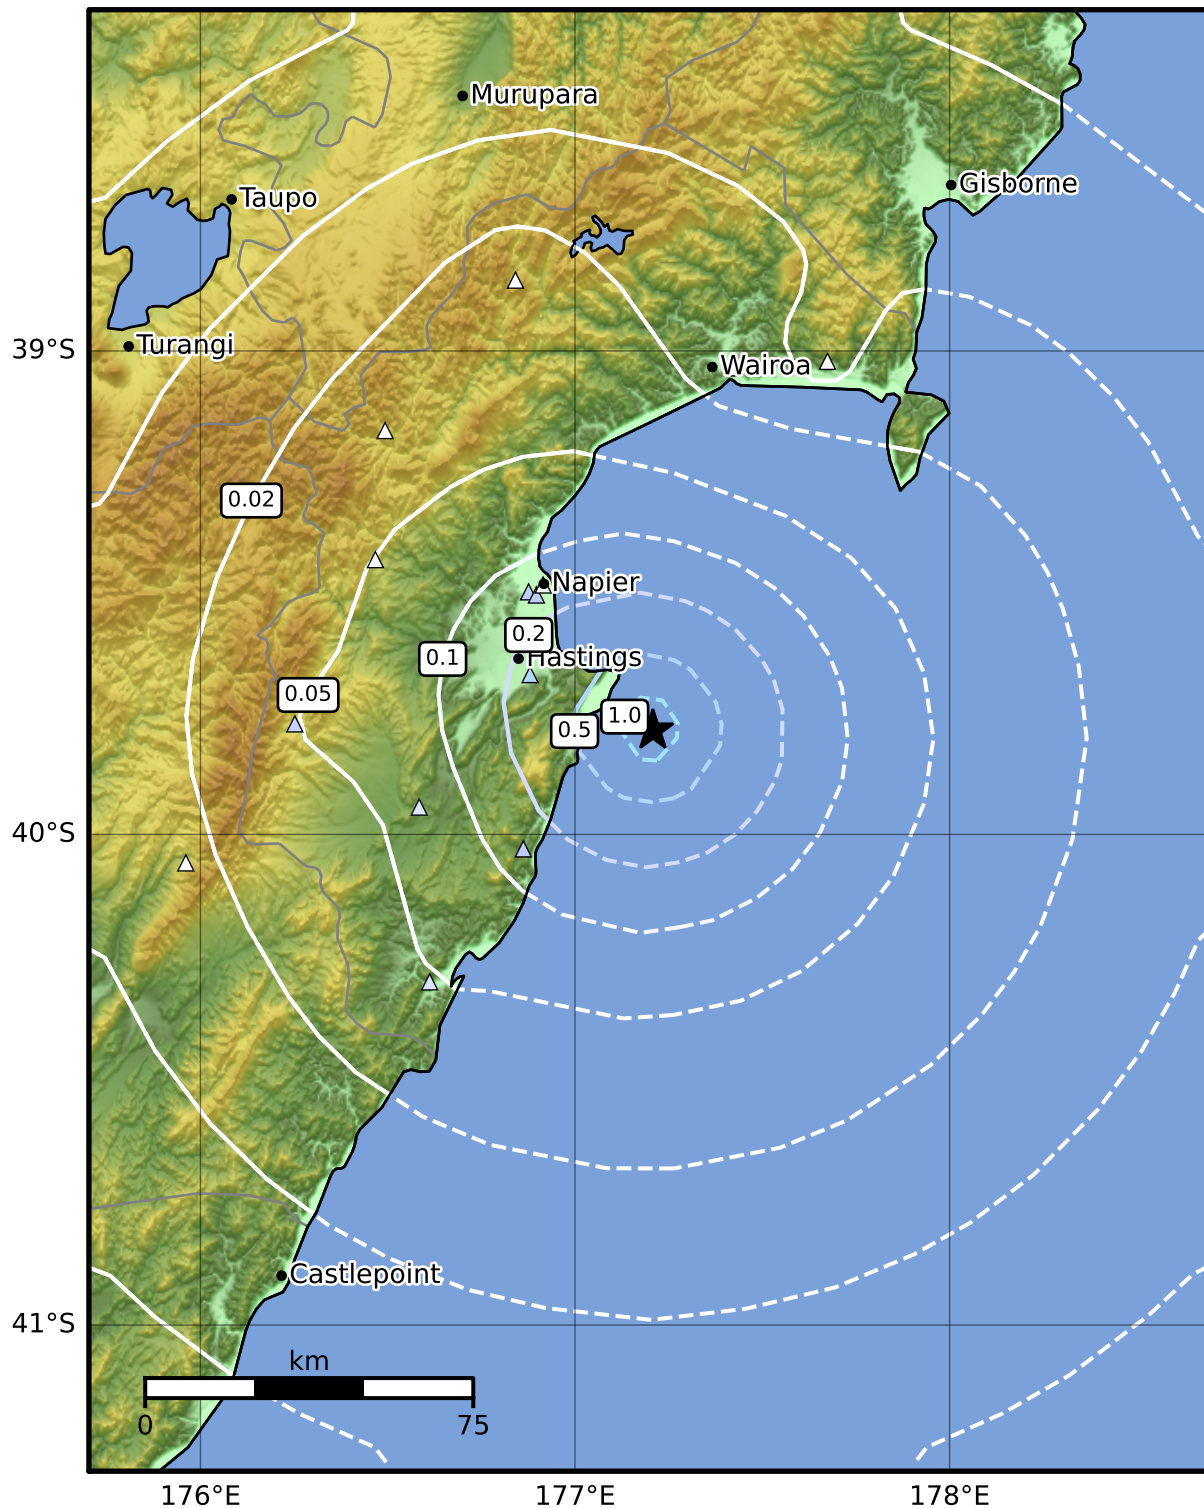 Murupara
Gisborne
Taupo
Turangi
39°S
Wairoa
0.02
Napier
0.2
0.1
Hastings
0.05
0.5
1.0
40°S
Castlepoint
41°S
km
0
75
176°E
177°E
178°E